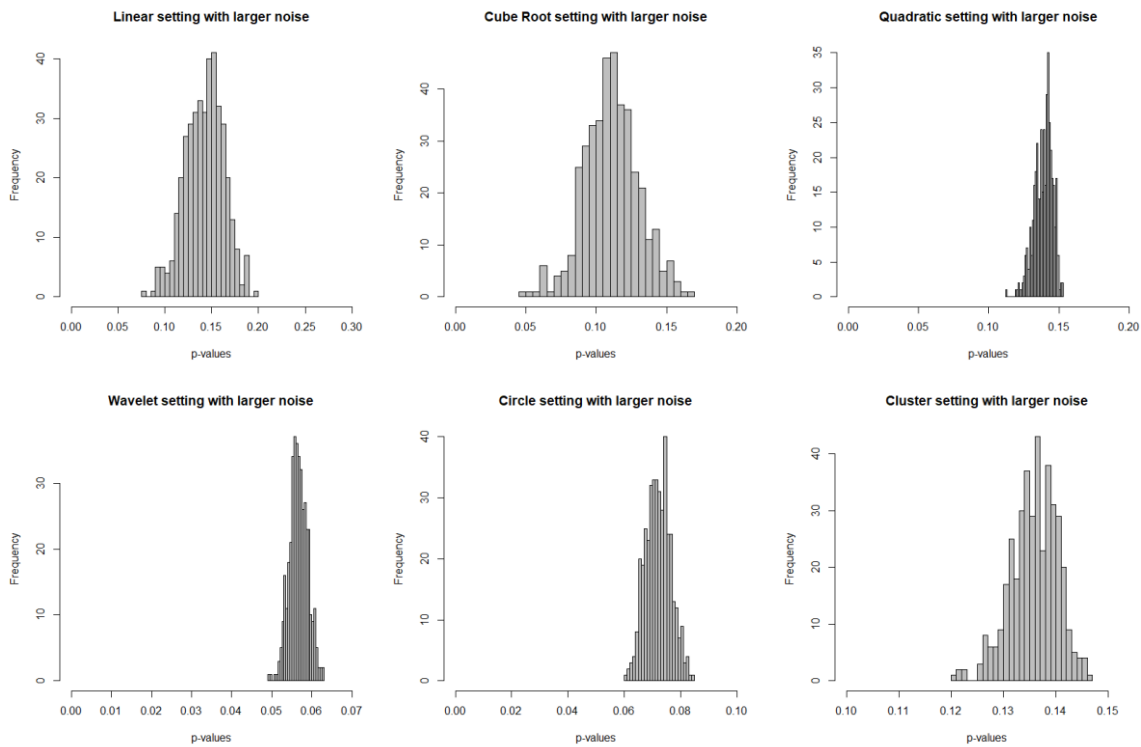 Linear setting with larger noise
Frequency
0 10 20 30 40
0.00 0.05 0.10 0.15 0.20 0.25 0.30
p-values
Cube Root setting with larger noise
Frequency
0 10 20 30 40
0.00 0.05 0.10 0.15 0.20
p-values
Quadratic setting with larger noise
Frequency
0 5 10 15 20 25 30 35
0.00 0.05 0.10 0.15 0.20
p-values
Wavelet setting with larger noise
Frequency
0 10 20 30
0.00 0.01 0.02 0.03 0.04 0.05 0.06 0.07
p-values
Circle setting with larger noise
Frequency
0 10 20 30 40
0.00 0.02 0.04 0.06 0.08 0.10
p-values
Cluster setting with larger noise
Frequency
0 10 20 30 40
0.10 0.11 0.12 0.13 0.14 0.15
p-values